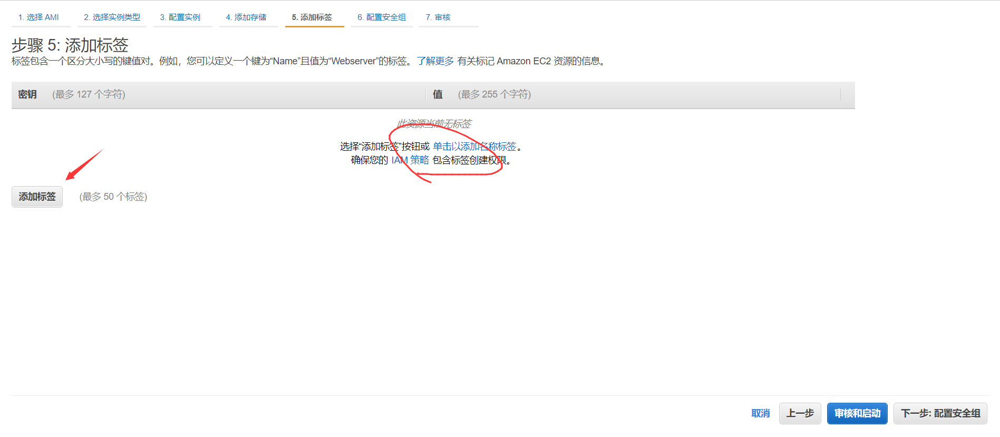 1. 选择 AMI 2. 选择实例类型 3. 配置实例 4. 添加存储 5. 添加标签 6. 配置安全组 7. 审核
步骤 5: 添加标签
标签包含一个区分大小写的键值对。例如，您可以定义一个键为“Name”且值为“Webserver”的标签。 了解更多 有关标记 Amazon EC2 资源的信息。
密钥 (最多 127 个字符) 值 (最多 255 个字符)
此资源当前无标签
选择“添加标签”按钮或 单击以添加名称标签。
确保您的 IAM 策略 包含标签创建权限。
添加标签 (最多 50 个标签)
取消 上一步 审核和启动 下一步: 配置安全组